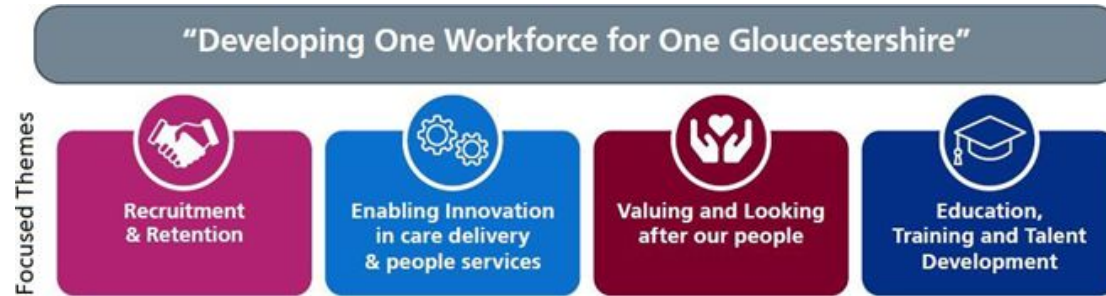 “Developing One Workforce for One Gloucestershire”
Focused Themes
Recruitment
& Retention
Enabling Innovation
in care delivery
& people services
Valuing and Looking
after our people
Education,
Training and Talent
Development